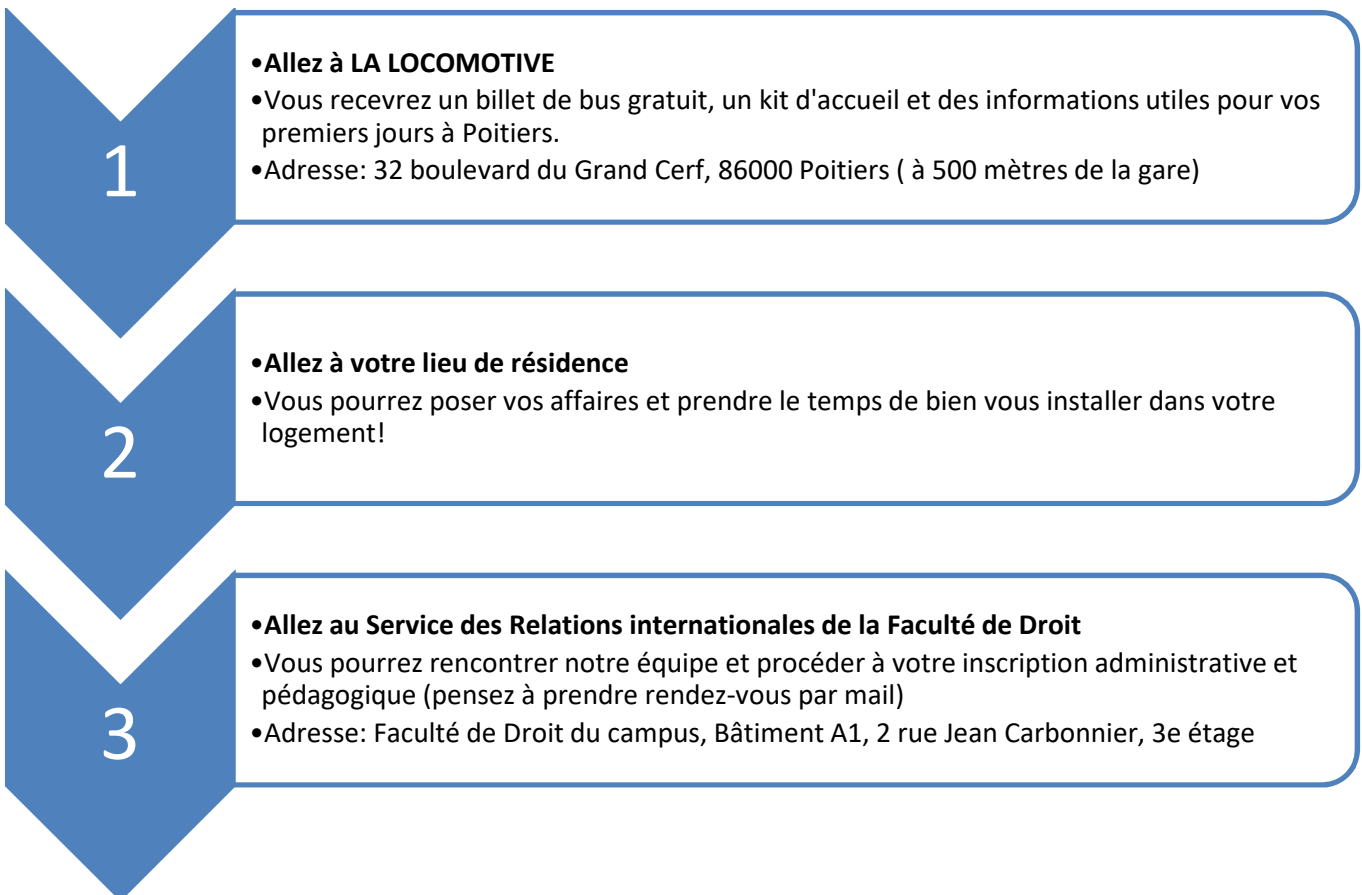 1
•Allez à LA LOCOMOTIVE
•Vous recevrez un billet de bus gratuit, un kit d'accueil et des informations utiles pour vos
premiers jours à Poitiers.
•Adresse: 32 boulevard du Grand Cerf, 86000 Poitiers ( à 500 mètres de la gare)
2
•Allez à votre lieu de résidence
•Vous pourrez poser vos affaires et prendre le temps de bien vous installer dans votre
logement!
3
•Allez au Service des Relations internationales de la Faculté de Droit
•Vous pourrez rencontrer notre équipe et procéder à votre inscription administrative et
pédagogique (pensez à prendre rendez-vous par mail)
•Adresse: Faculté de Droit du campus, Bâtiment A1, 2 rue Jean Carbonnier, 3e étage